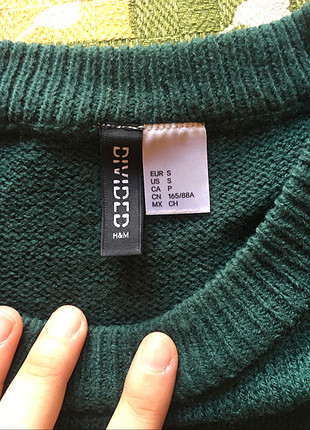 DIVIDED
H&M
EUR S
US S
CA P
CN 165/88A
MX CH